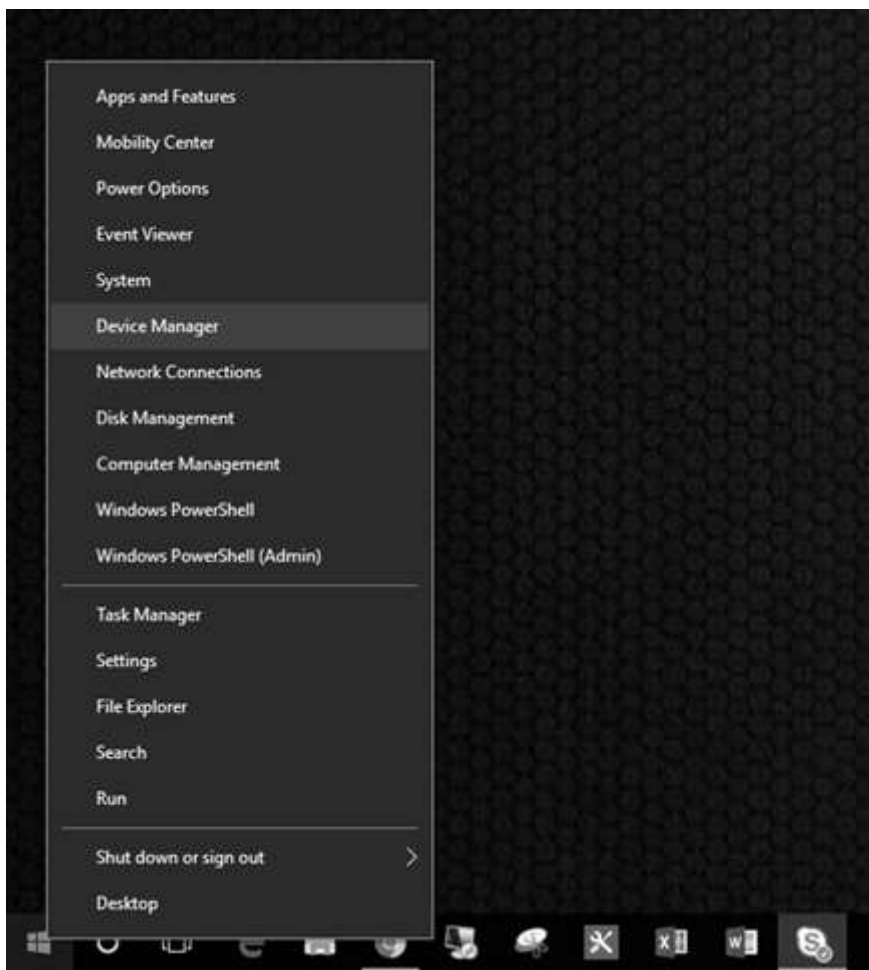 Apps and Features
Mobility Center
Power Options
Event Viewer
System
Device Manager
Network Connections
Disk Management
Computer Management
Windows PowerShell
Windows PowerShell (Admin)
Task Manager
Settings
File Explorer
Search
Run
Shut down or sign out
Desktop